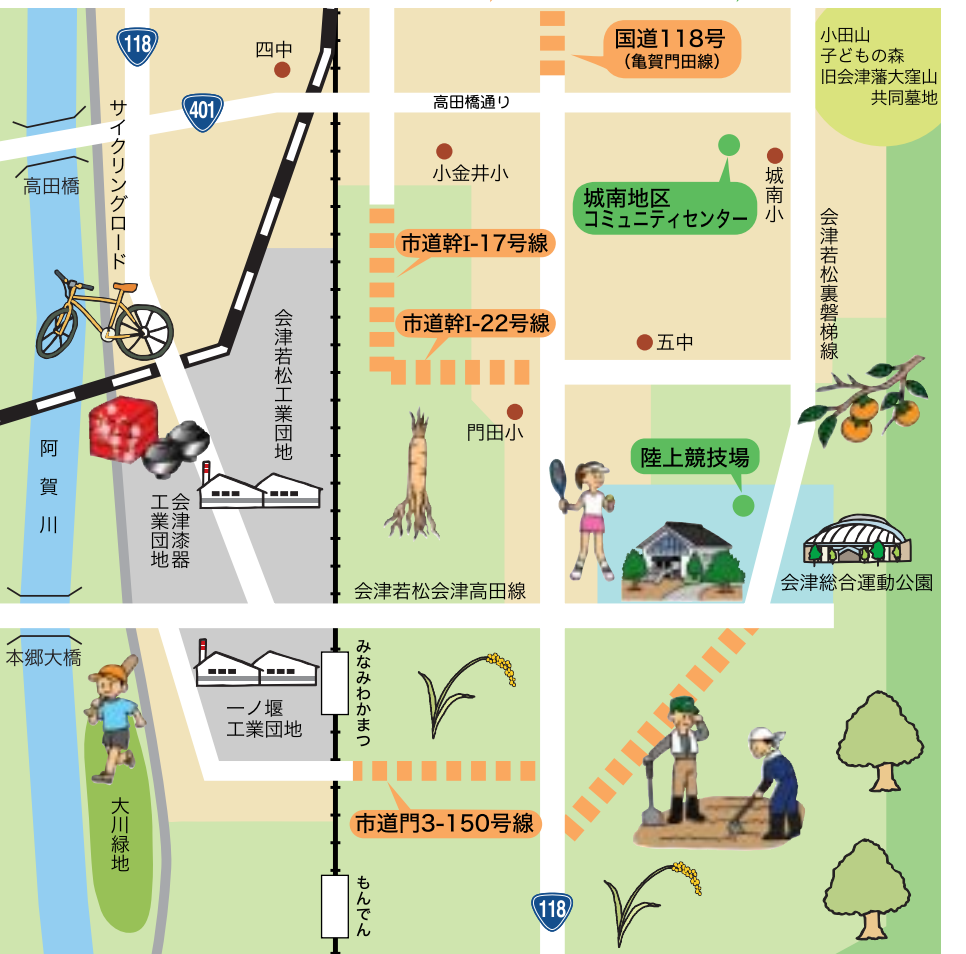 118
四中
国道118号
(亀賀門田線)
小田山
子どもの森
旧会津藩大窪山
共同墓地
401
高田橋通り
サイクリングロード
高田橋
小金井小
城南地区
コミュニティセンター
城南小
市道幹I-17号線
会津若松裏磐梯線
市道幹I-22号線
五中
会津若松工業団地
門田小
阿賀川
陸上競技場
会津漆器
工業団地
会津若松会津高田線
会津総合運動公園
本郷大橋
みなみわかまつ
一ノ堰
工業団地
大川緑地
市道門3-150号線
もんでん
118